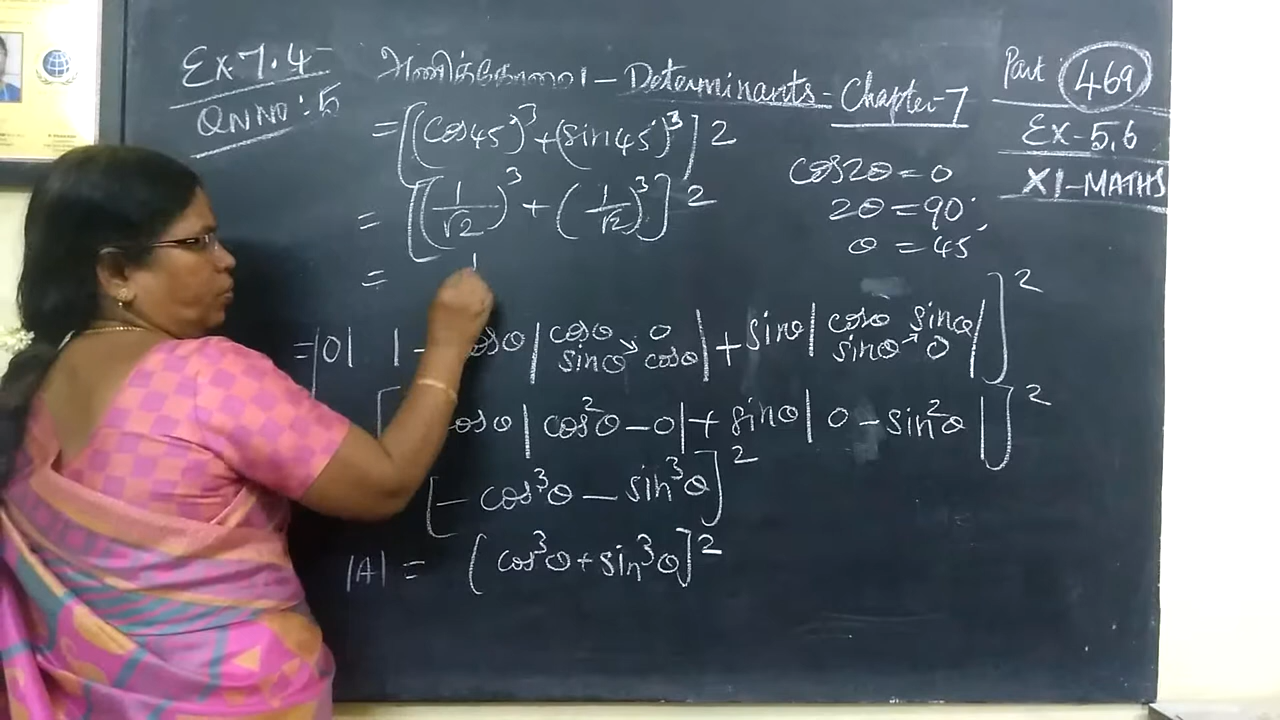 Ex 7.4
QNNO: 5
அணிக்கோவை - Determinants - Chapter-7
Part: 469
Ex-5,6
XI-MATHS
= [(Cos45)³ + (sin45)³]²
= [(1/√2)³ + (1/√2)³]²
= 1
cos2θ = 0
2θ = 90°
θ = 45
= |0| | - cosθ | cosθ 0 | + sinθ | cosθ sinθ | ]²
| sinθ cosθ | | sinθ 0 |
[ cosθ | cos²θ - 0 | + sinθ | 0 - sin²θ | ]²
[ - cos³θ - sin³θ ]²
|A| = [ cos³θ + sin³θ ]²